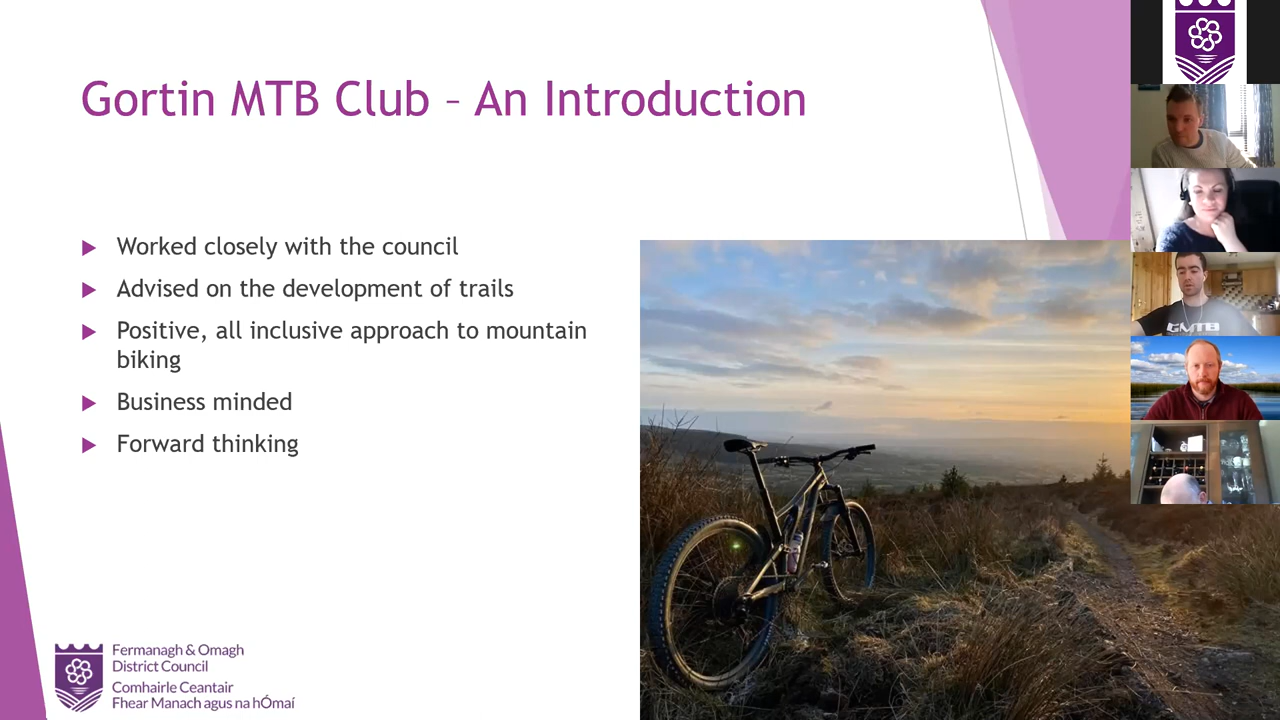 Gortin MTB Club – An Introduction
Worked closely with the council
Advised on the development of trails
Positive, all inclusive approach to mountain
biking
Business minded
Forward thinking
GMTB
Fermanagh & Omagh
District Council
Comhairle Ceantair
Fhear Manach agus na hÓmaí